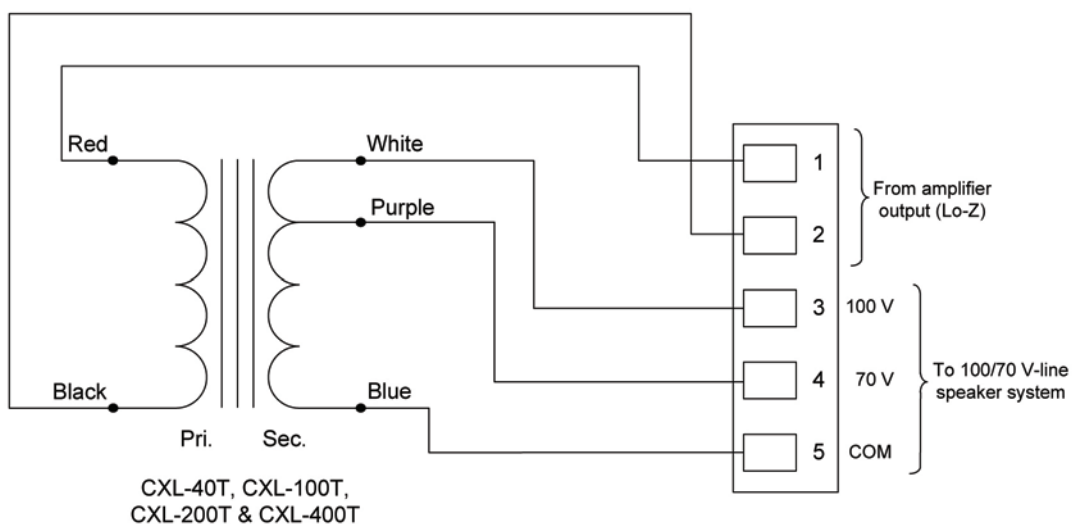 Red
White
1
From amplifier
output (Lo-Z)
Purple
2
3 100 V
4 70 V
To 100/70 V-line
speaker system
Black
Blue
5 COM
Pri.
Sec.
CXL-40T, CXL-100T,
CXL-200T & CXL-400T